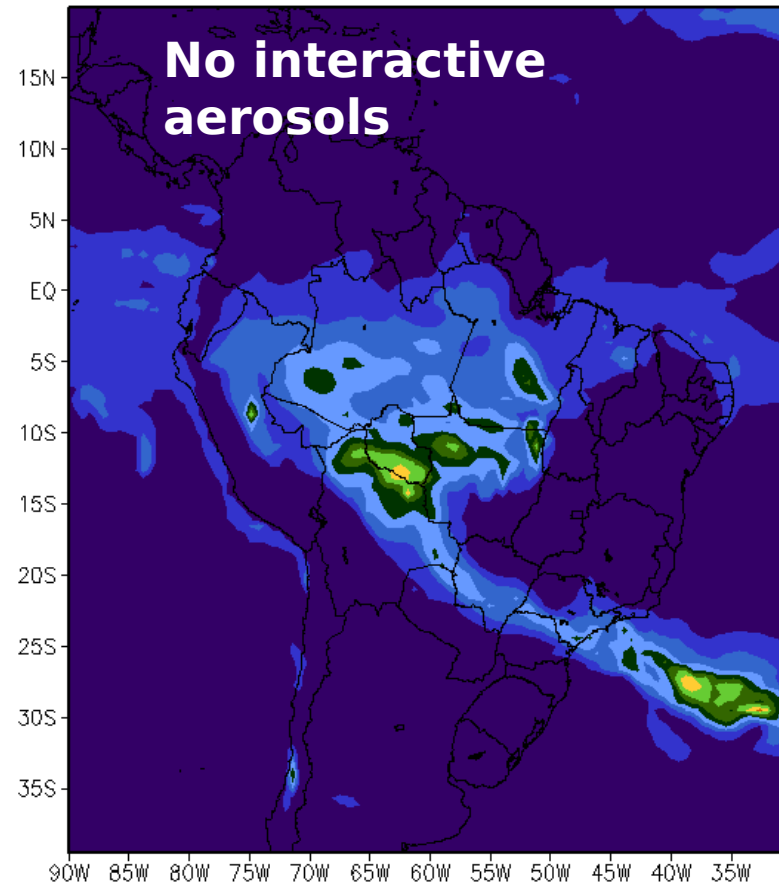 No interactive
aerosols
15N
10N
5N
EQ
5S
10S
15S
20S
25S
30S
35S
90W 85W 80W 75W 70W 65W 60W 55W 50W 45W 40W 35W